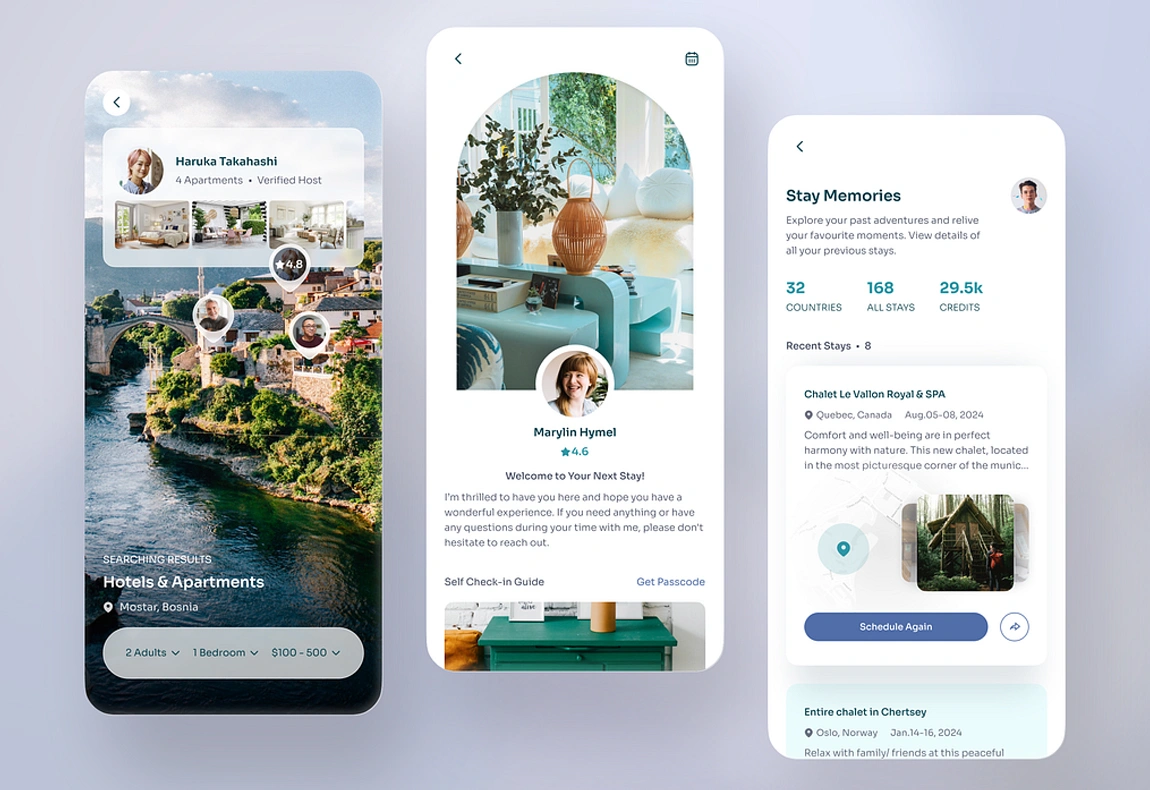 Haruka Takahashi
4 Apartments • Verified Host
★4.8
SEARCHING RESULTS
Hotels & Apartments
Mostar, Bosnia
2 Adults
1 Bedroom
$100 - 500
Marylin Hymel
★4.6
Welcome to Your Next Stay!
I'm thrilled to have you here and hope you have a
wonderful experience. If you need anything or have
any questions during your time with me, please don't
hesitate to reach out.
Self Check-in Guide
Get Passcode
Stay Memories
Explore your past adventures and relive
your favourite moments. View details of
all your previous stays.
32
COUNTRIES
168
ALL STAYS
29.5k
CREDITS
Recent Stays • 8
Chalet Le Vallon Royal & SPA
Quebec, Canada
Aug.05-08, 2024
Comfort and well-being are in perfect
harmony with nature. This new chalet, located
in the most picturesque corner of the munic...
Schedule Again
Entire chalet in Chertsey
Oslo, Norway
Jan.14-16, 2024
Relax with family/ friends at this peaceful